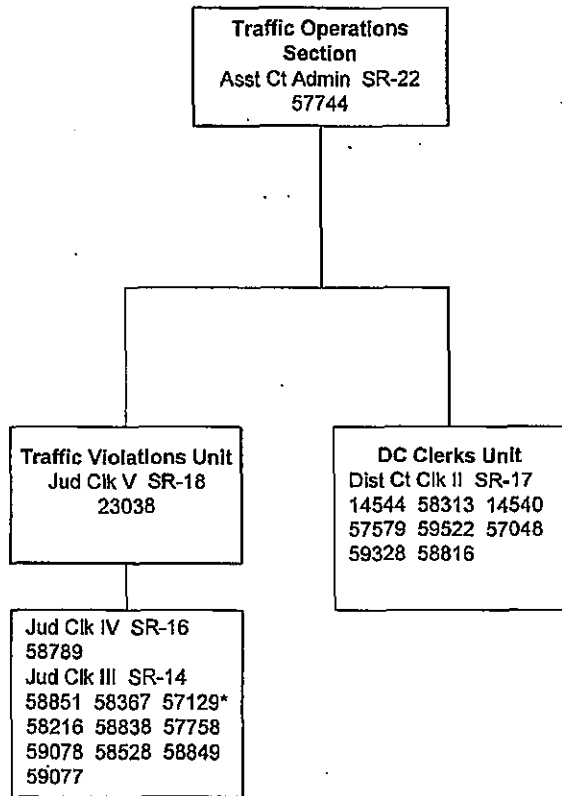 Traffic Operations
Section
Asst Ct Admin SR-22
57744
Traffic Violations Unit
Jud Clk V SR-18
23038
DC Clerks Unit
Dist Ct Clk II SR-17
14544 58313 14540
57579 59522 57048
59328 58816
Jud Clk IV SR-16
58789
Jud Clk III SR-14
58851 58367 57129*
58216 58838 57758
59078 58528 58849
59077